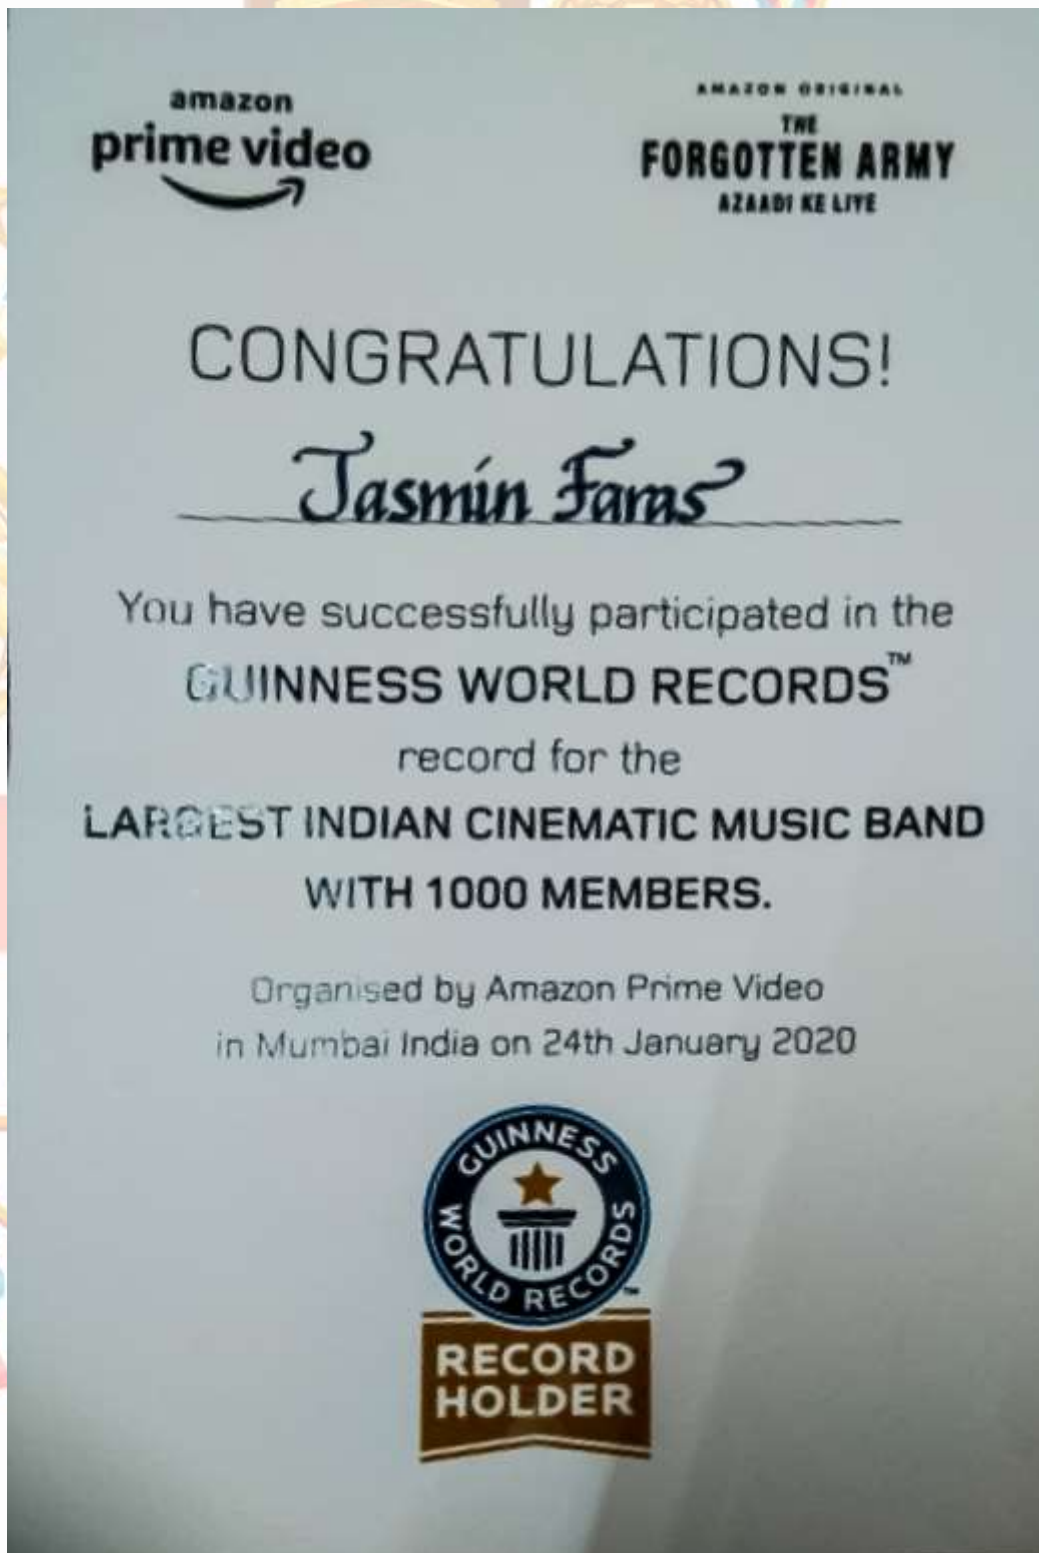 amazon
prime video
AMAZON ORIGINAL
THE
FORGOTTEN ARMY
AZAADI KE LIYE
CONGRATULATIONS!
Jasmin Faras
You have successfully participated in the
GUINNESS WORLD RECORDS™
record for the
LARGEST INDIAN CINEMATIC MUSIC BAND
WITH 1000 MEMBERS.
Organised by Amazon Prime Video
in Mumbai India on 24th January 2020
GUINNESS
WORLD RECORDS™
RECORD
HOLDER